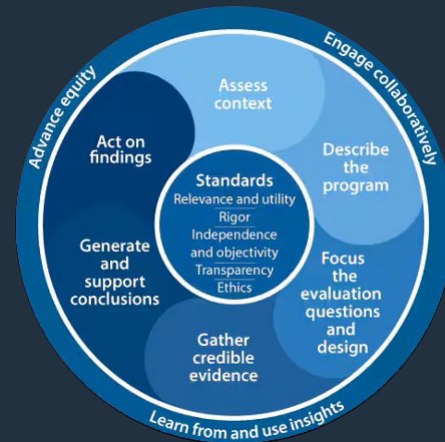 Advance equity
Engage collaboratively
Assess
context
Describe
the
program
Focus
the
evaluation
questions
and
design
Gather
credible
evidence
Generate
and
support
conclusions
Act on
findings
Standards
Relevance and utility
Rigor
Independence
and objectivity
Transparency
Ethics
Learn from and use insights